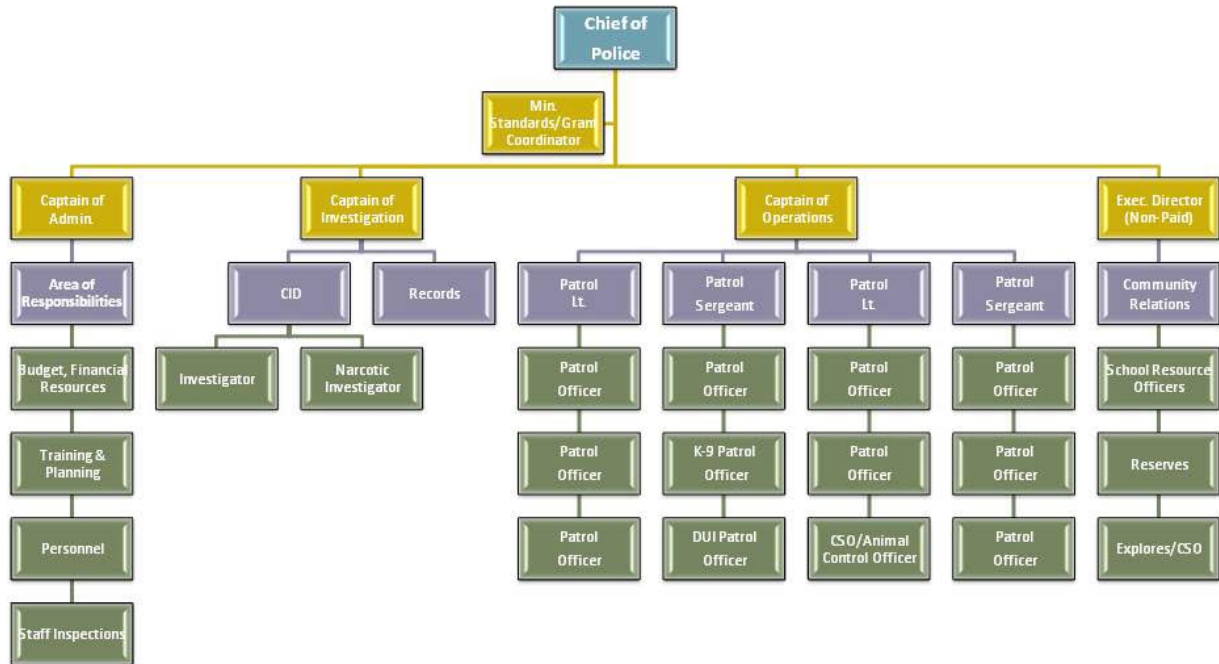 Chief of
Police
Min.
Standards/Gram
Coordinator
Captain of
Admin.
Captain of
Investigation
Captain of
Operations
Exec. Director
(Non-Paid)
Area of
Responsibilities
CID
Records
Patrol
Lt.
Patrol
Sergeant
Patrol
Lt.
Patrol
Sergeant
Community
Relations
Budget, Financial
Resources
Investigator
Narcotic
Investigator
Patrol
Officer
Patrol
Officer
Patrol
Officer
Patrol
Officer
School Resource
Officers
Training &
Planning
Patrol
Officer
K-9 Patrol
Officer
Patrol
Officer
Patrol
Officer
Reserves
Personnel
Patrol
Officer
DUI Patrol
Officer
CSO/Animal
Control Officer
Patrol
Officer
Explores/CSO
Staff Inspections